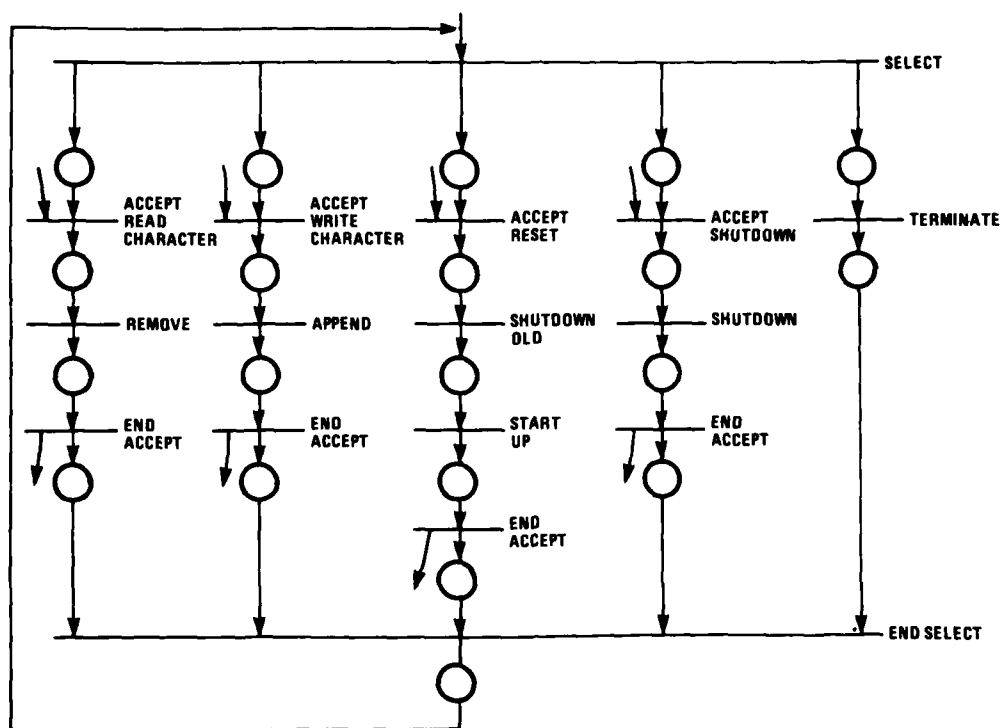 SELECT
ACCEPT
READ
CHARACTER
ACCEPT
WRITE
CHARACTER
ACCEPT
RESET
ACCEPT
SHUTDOWN
TERMINATE
REMOVE
APPEND
SHUTDOWN
OLD
SHUTDOWN
END
ACCEPT
END
ACCEPT
START
UP
END
ACCEPT
END
ACCEPT
END SELECT